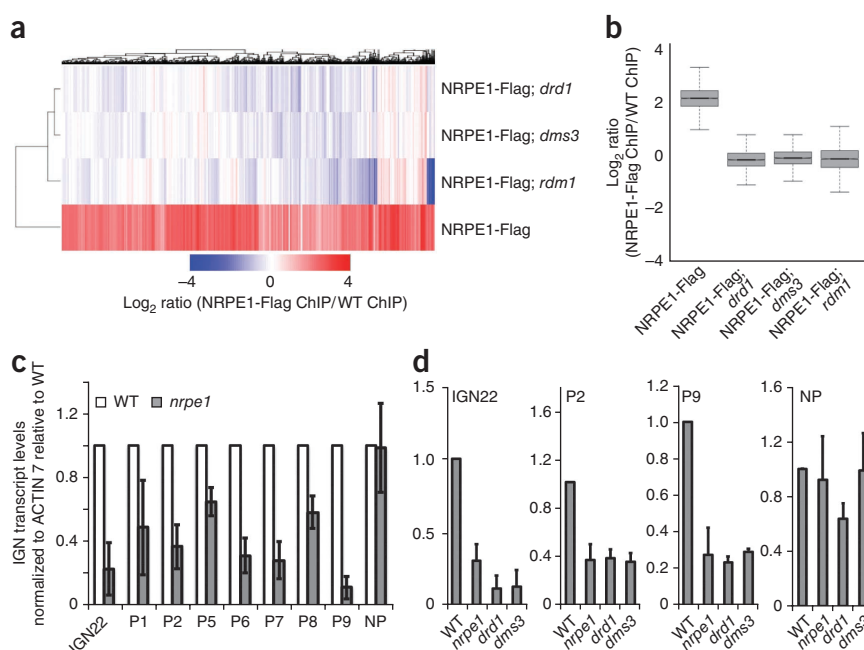 a
NRPE1-Flag; drd1
NRPE1-Flag; dms3
NRPE1-Flag; rdm1
NRPE1-Flag
−4 0 4
Log2 ratio (NRPE1-Flag ChIP/WT ChIP)
b
Log2 ratio
(NRPE1-Flag ChIP/WT ChIP)
4
2
0
−2
−4
NRPE1-Flag
NRPE1-Flag; drd1
NRPE1-Flag; dms3
NRPE1-Flag; rdm1
c
IGN transcript levels
normalized to ACTIN 7 relative to WT
WT nrpe1
1.2
0.8
0.4
0
IGN22 P1 P2 P5 P6 P7 P8 P9 NP
d
IGN22
1.5
1.0
0.5
0
WT nrpe1 drd1 dms3
P2
1.6
1.2
0.8
0.4
0
WT nrpe1 drd1 dms3
P9
1.2
1.0
0.8
0.6
0.4
0.2
0
WT nrpe1 drd1 dms3
NP
1.6
1.2
0.8
0.4
0
WT nrpe1 drd1 dms3